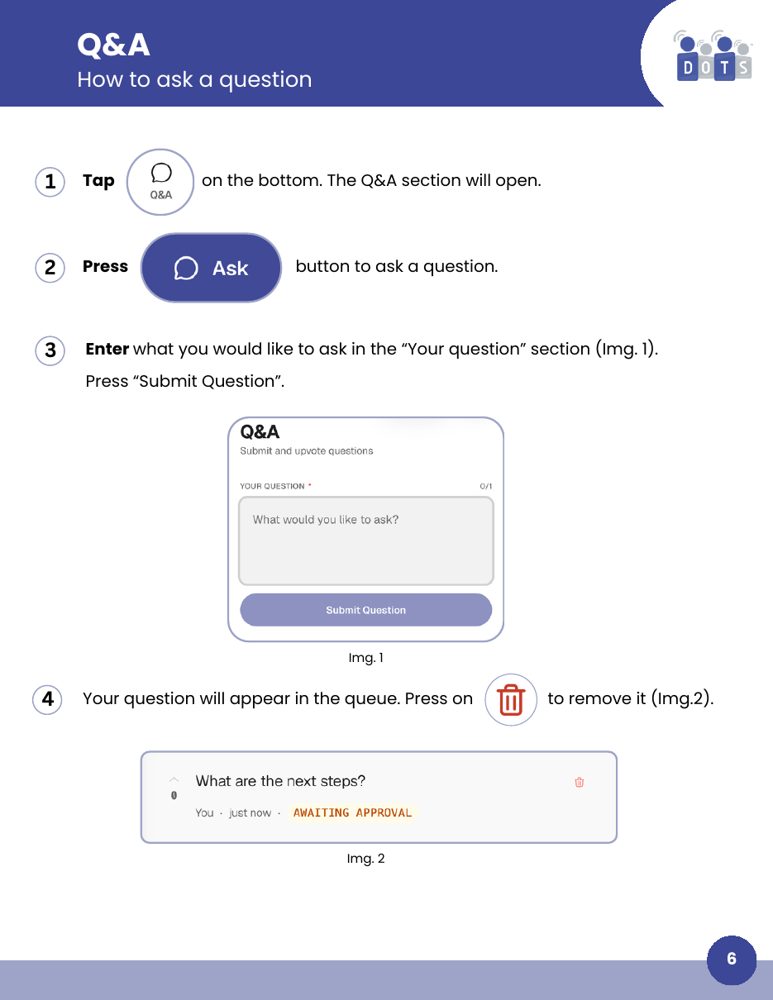 Q&A
How to ask a question
DOTS
1 Tap Q&A on the bottom. The Q&A section will open.
2 Press Ask button to ask a question.
3 Enter what you would like to ask in the “Your question” section (Img. 1).
Press “Submit Question”.
Q&A
Submit and upvote questions
YOUR QUESTION * 0/1
What would you like to ask?
Submit Question
Img. 1
4 Your question will appear in the queue. Press on to remove it (Img.2).
What are the next steps?
0
You · just now · AWAITING APPROVAL
Img. 2
6